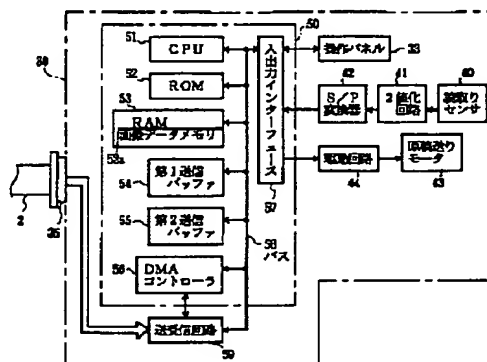 50
51
CPU
52
ROM
53
RAM
画像データメモリ
53a
54
第1送信
バッファ
55
第2送信
バッファ
56
DMA
コントローラ
58
バス
59
送受信回路
57
入出力インターフェース
操作パネル
33
42
S/P
変換器
41
2値化
回路
40
読取り
センサ
44
駆動回路
43
原稿送り
モータ
2